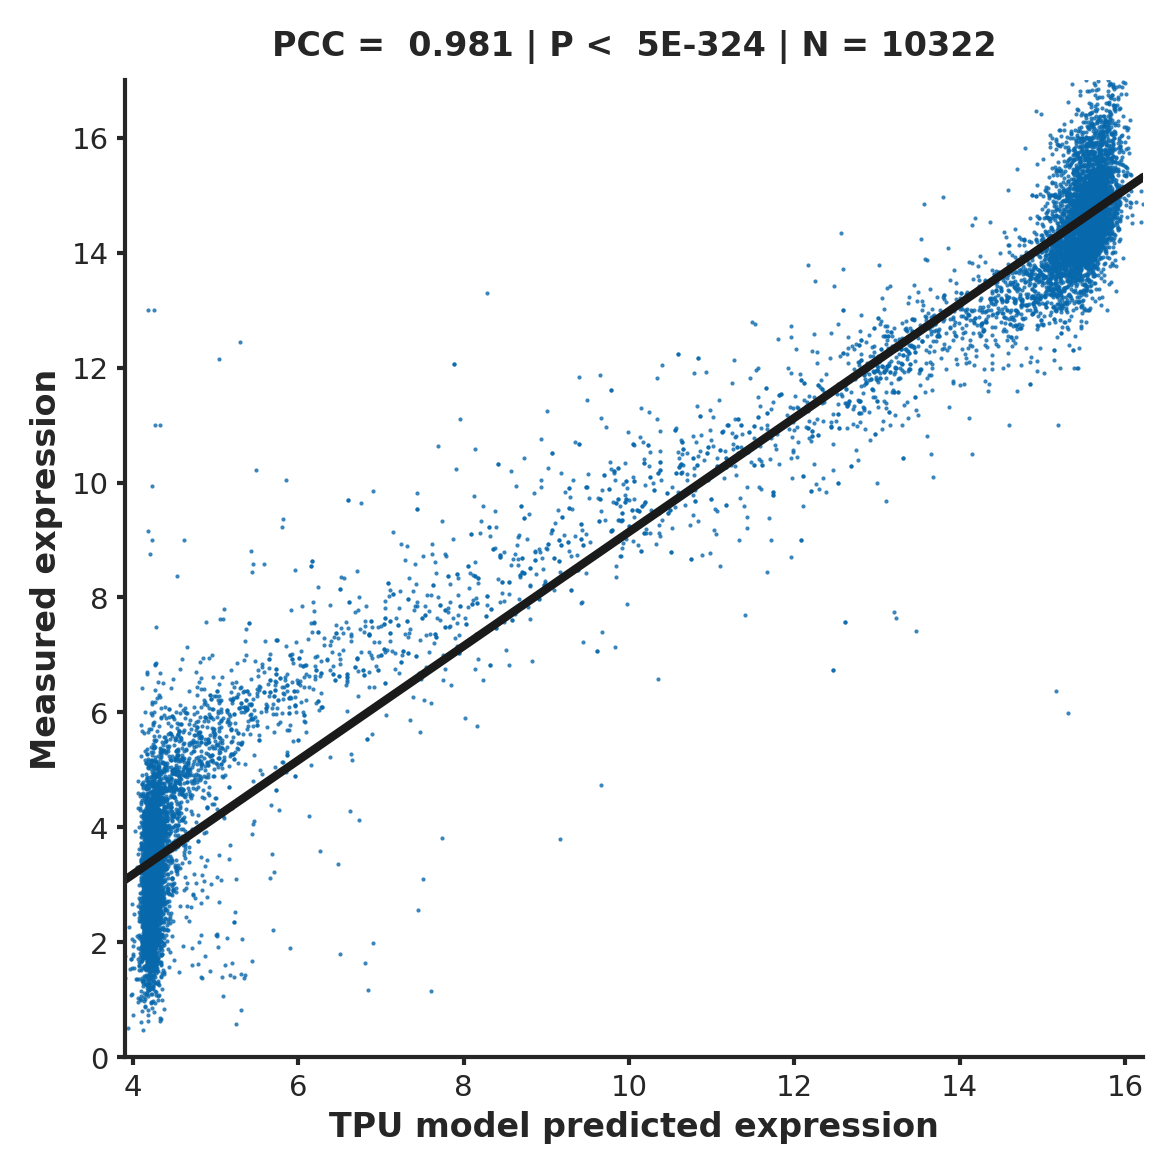 PCC =  0.981 | P <  5E-324 | N = 10322
Measured expression
16
14
12
10
8
6
4
2
0
4 6 8 10 12 14 16
TPU model predicted expression